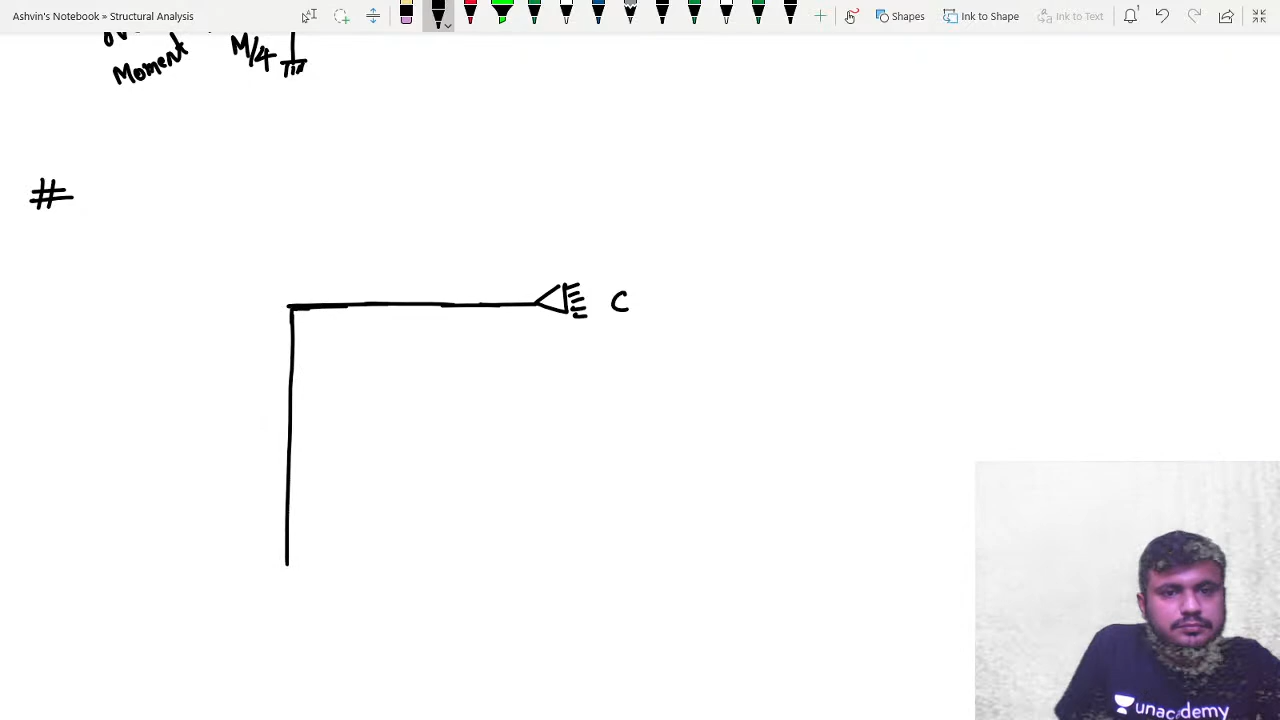 Ashvin's Notebook » Structural Analysis
Shapes
Ink to Shape
Ink to Text
Moment
M/4
#
C
unacademy